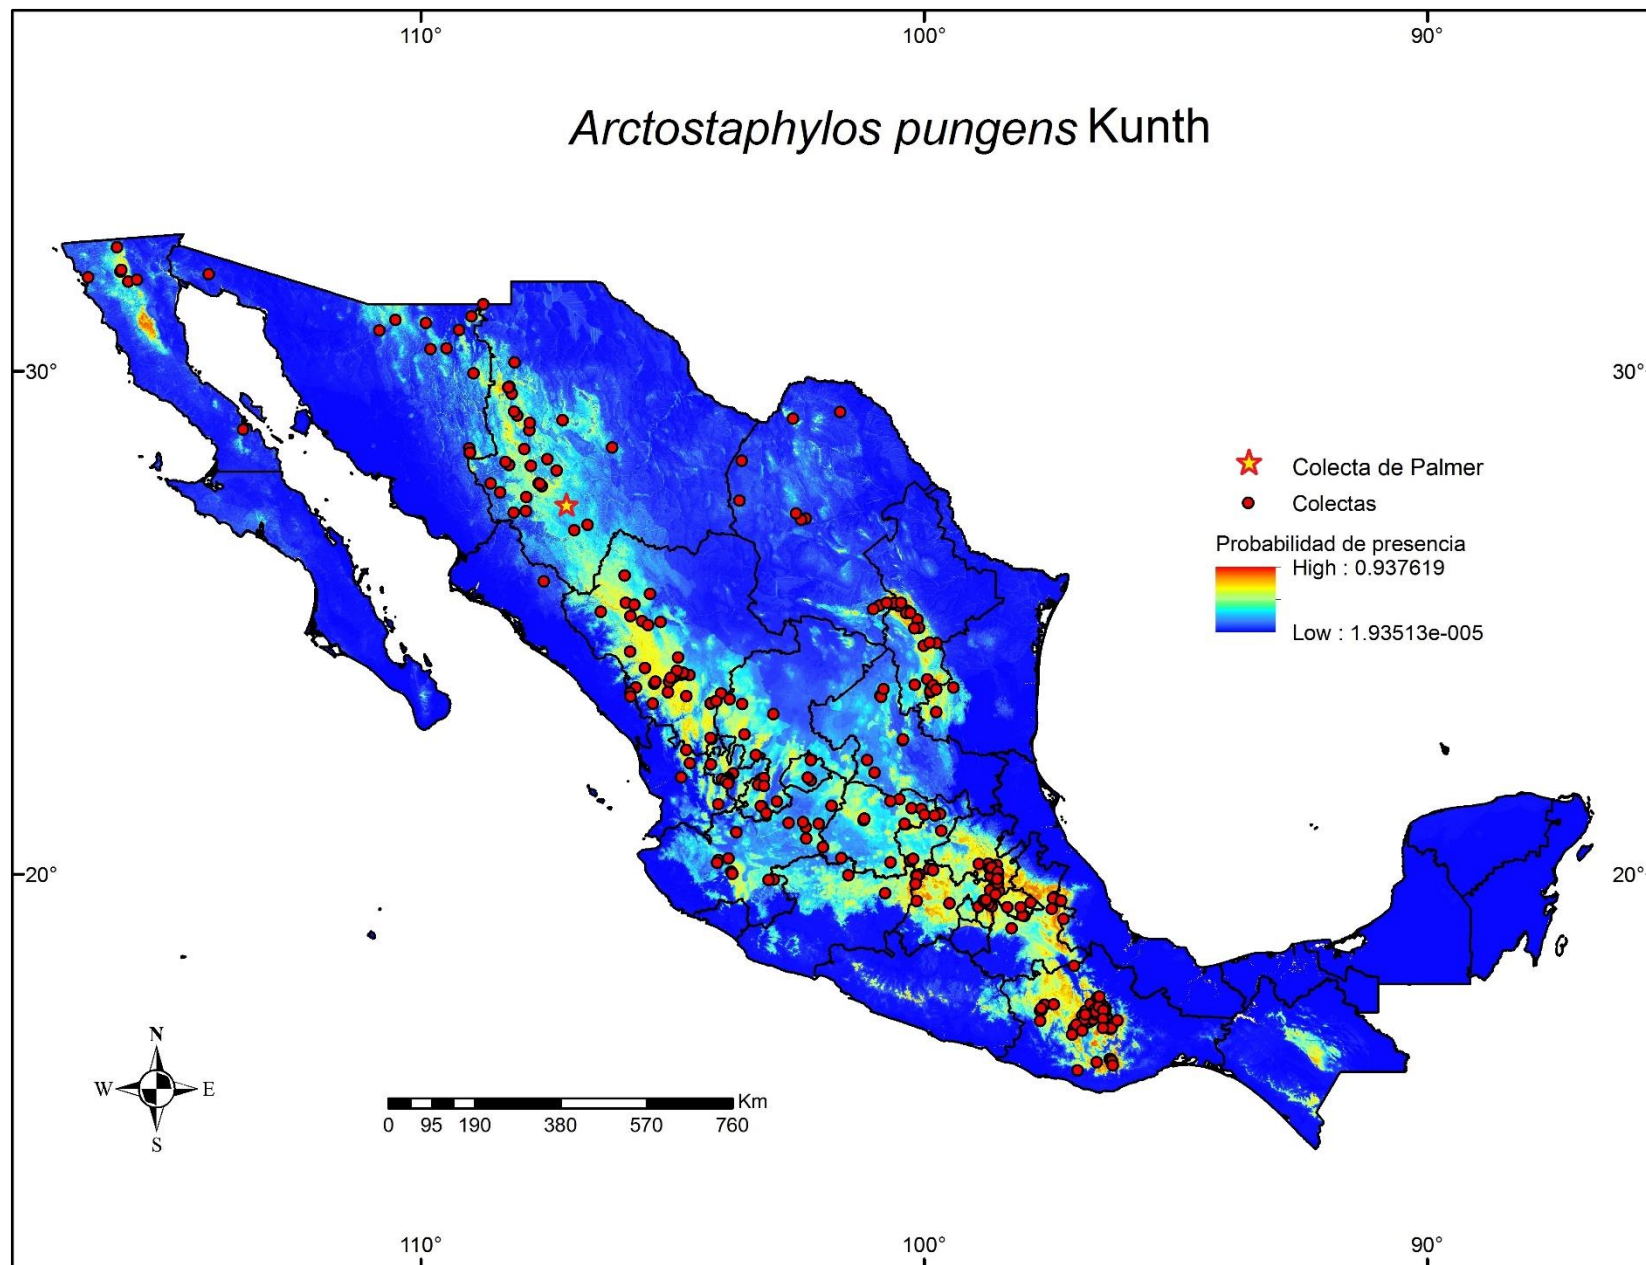 110° 100° 90°
Arctostaphylos pungens Kunth
30° 30°
Colecta de Palmer
Colectas
Probabilidad de presencia
High : 0.937619
Low : 1.93513e-005
20° 20°
N
W E
S
Km
0 95 190 380 570 760
110° 100° 90°